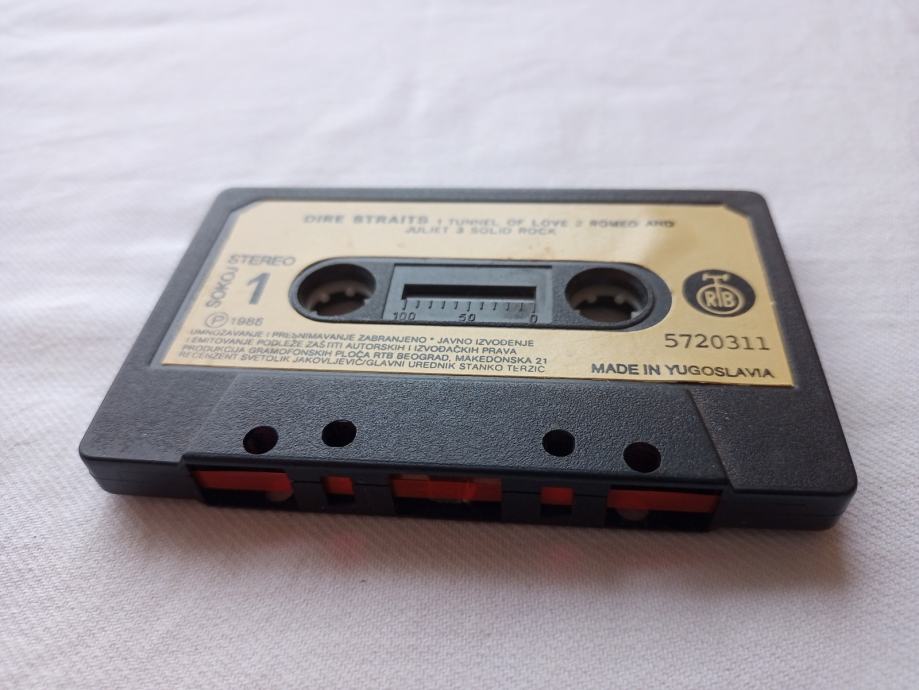 DIRE STRAITS 1 TUNNEL OF LOVE 2 ROMEO AND
JULIET 3 SOLID ROCK
SOKOJ
STEREO
1
Ⓟ 1985
100 50 0
RTB
5720311
UMNOŽAVANJE I PRESNIMAVANJE ZABRANJENO * JAVNO IZVOĐENJE
I EMITOVANJE PODLEŽE ZAŠTITI AUTORSKIH I IZVOĐAČKIH PRAVA
PRODUKCIJA GRAMOFONSKIH PLOČA RTB BEOGRAD, MAKEDONSKA 21
RECENZENT SVETOLIK JAKOVLJEVIĆ/GLAVNI UREDNIK STANKO TERZIĆ
MADE IN YUGOSLAVIA